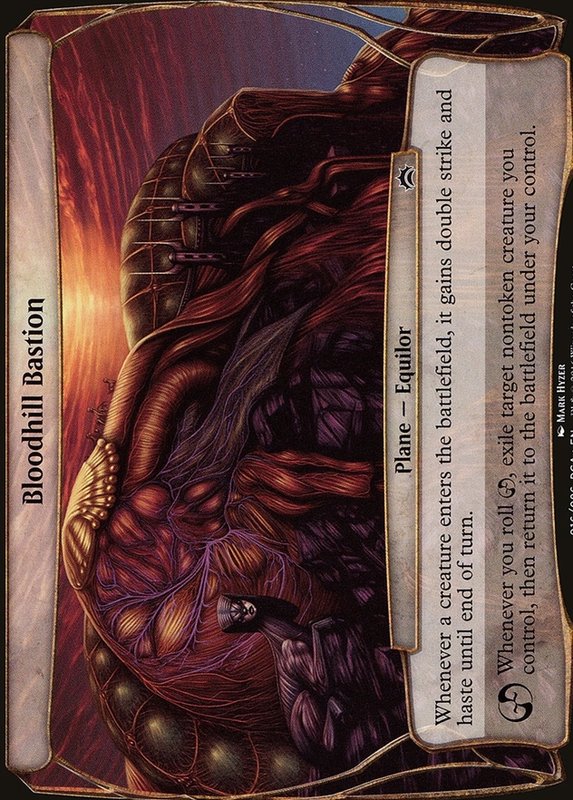 Bloodhill Bastion
Plane — Equilor
Whenever a creature enters the battlefield, it gains double strike and
haste until end of turn.
Whenever you roll , exile target nontoken creature you
control, then return it to the battlefield under your control.
Mark Hyzer